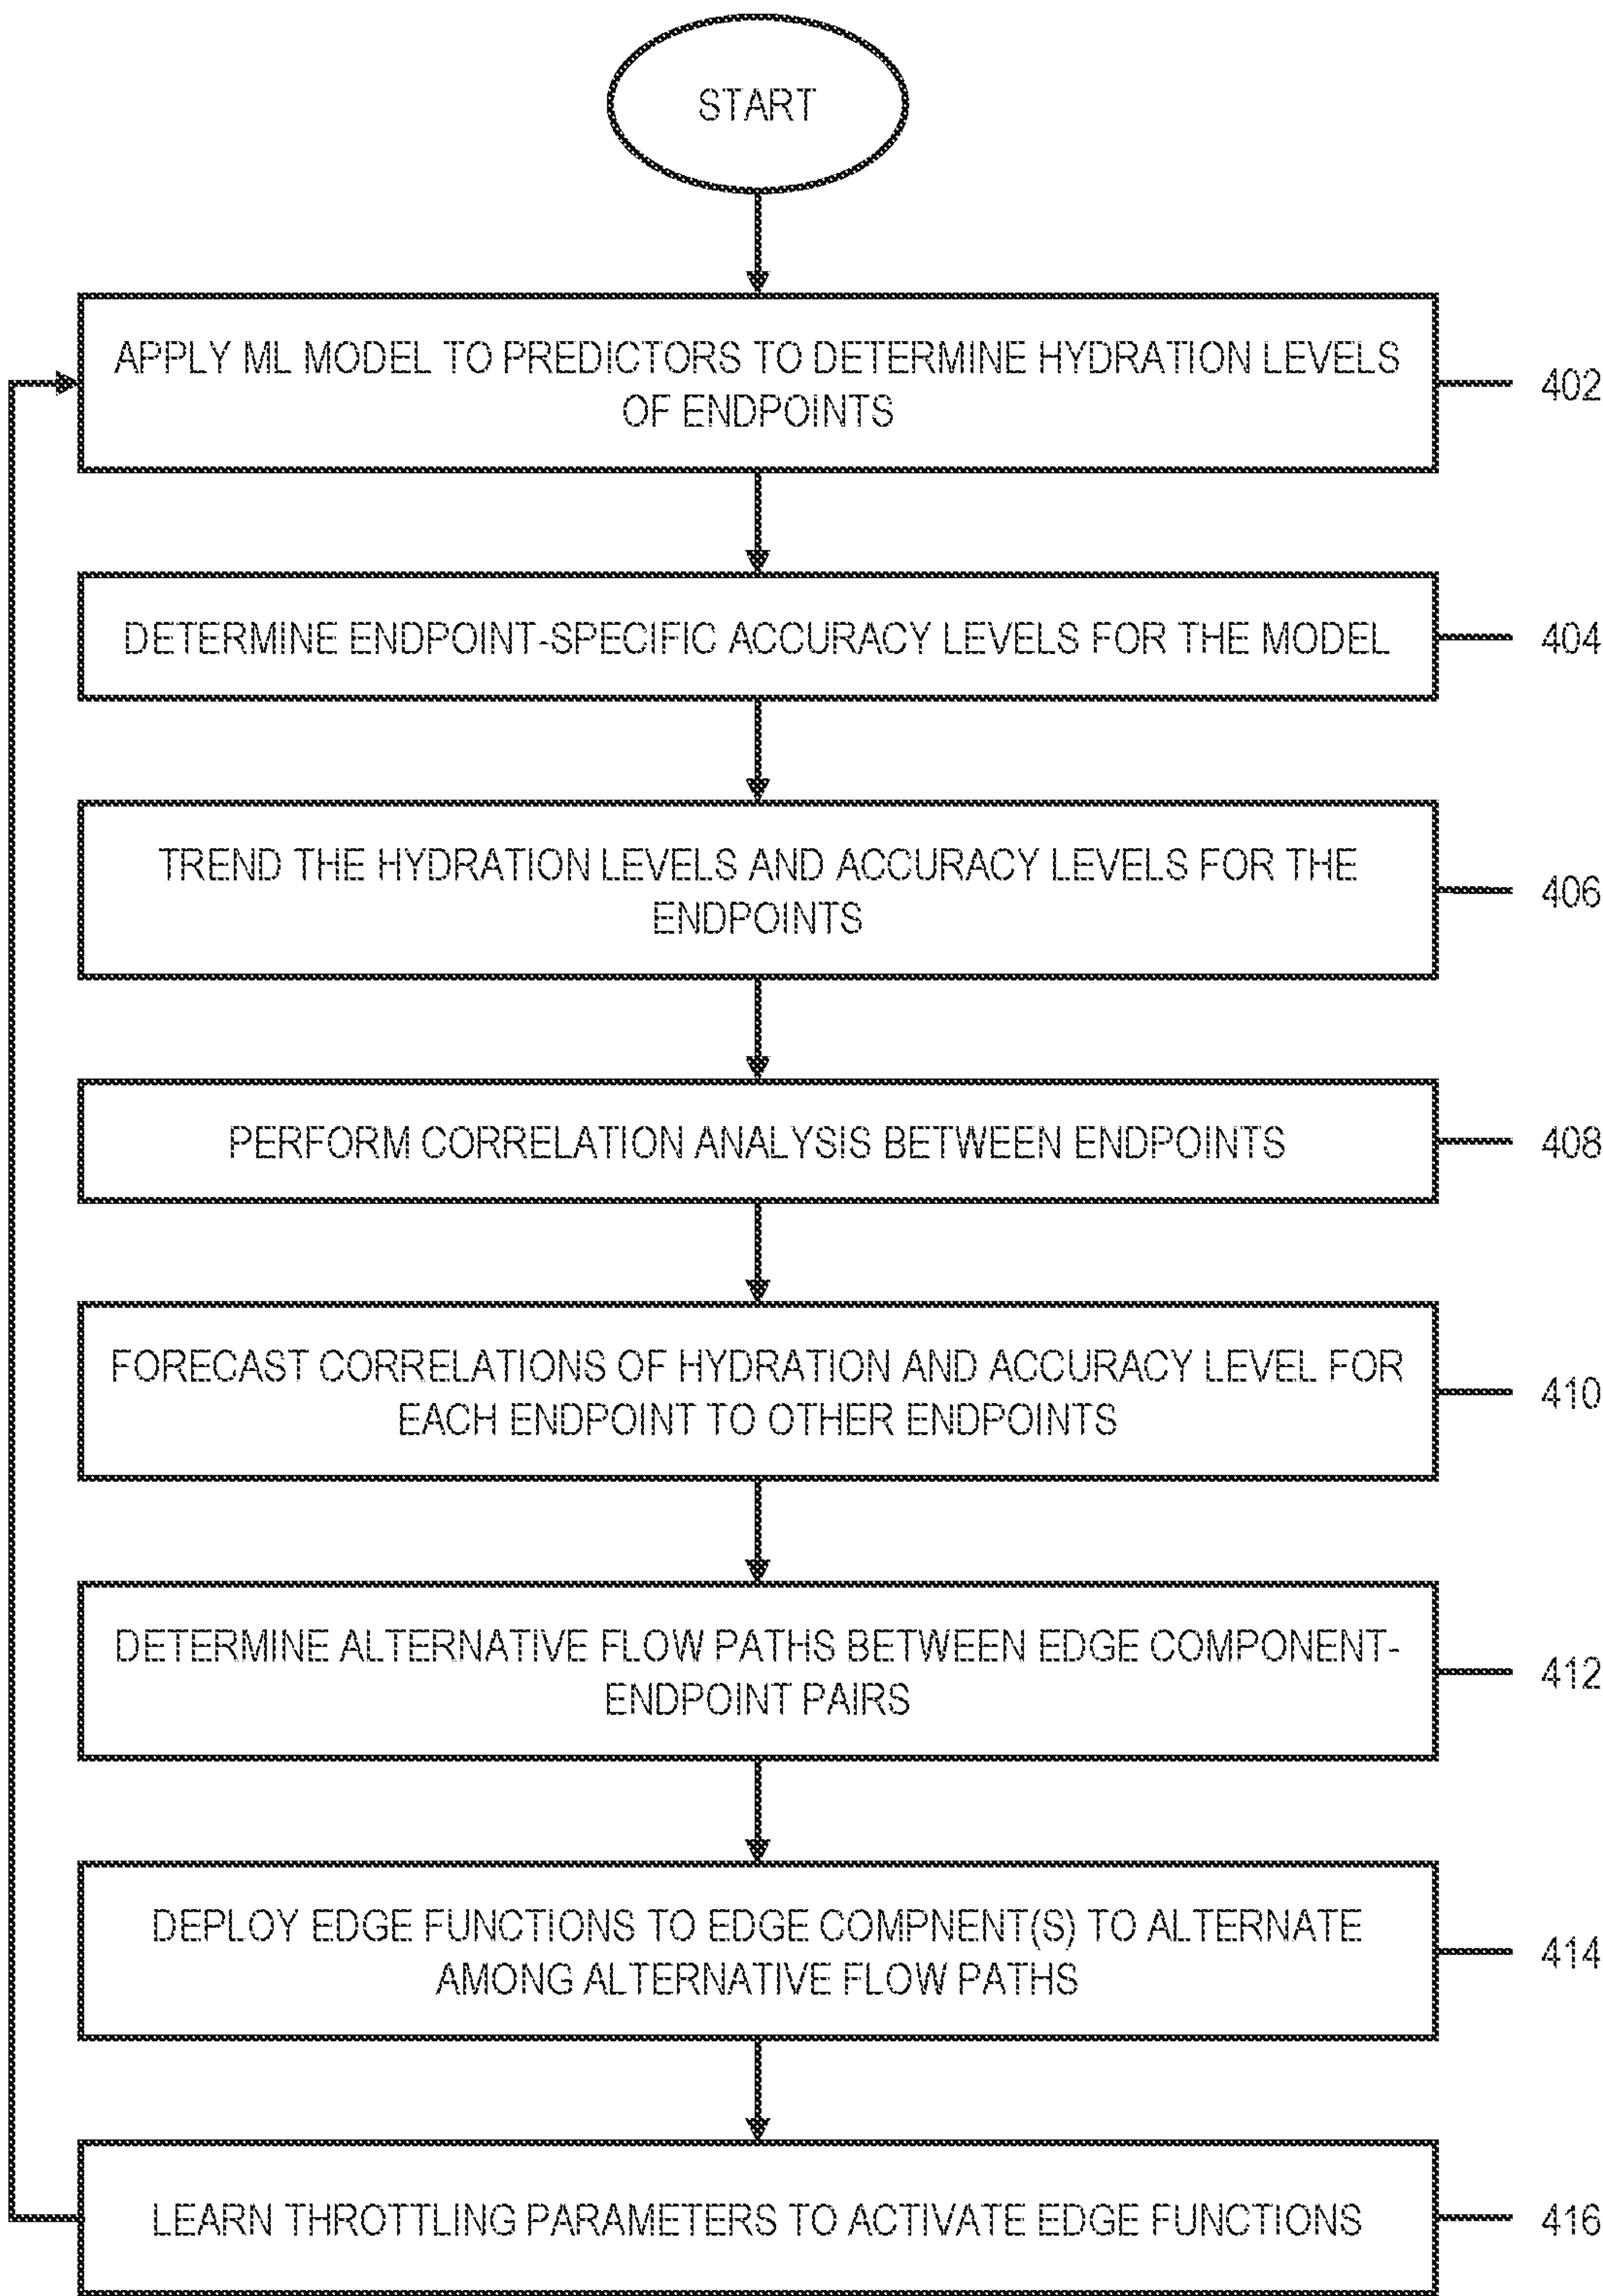 START
APPLY ML MODEL TO PREDICTORS TO DETERMINE HYDRATION LEVELS
OF ENDPOINTS
402
DETERMINE ENDPOINT-SPECIFIC ACCURACY LEVELS FOR THE MODEL
404
TREND THE HYDRATION LEVELS AND ACCURACY LEVELS FOR THE
ENDPOINTS
406
PERFORM CORRELATION ANALYSIS BETWEEN ENDPOINTS
408
FORECAST CORRELATIONS OF HYDRATION AND ACCURACY LEVEL FOR
EACH ENDPOINT TO OTHER ENDPOINTS
410
DETERMINE ALTERNATIVE FLOW PATHS BETWEEN EDGE COMPONENT-
ENDPOINT PAIRS
412
DEPLOY EDGE FUNCTIONS TO EDGE COMPNENT(S) TO ALTERNATE
AMONG ALTERNATIVE FLOW PATHS
414
LEARN THROTTLING PARAMETERS TO ACTIVATE EDGE FUNCTIONS
416